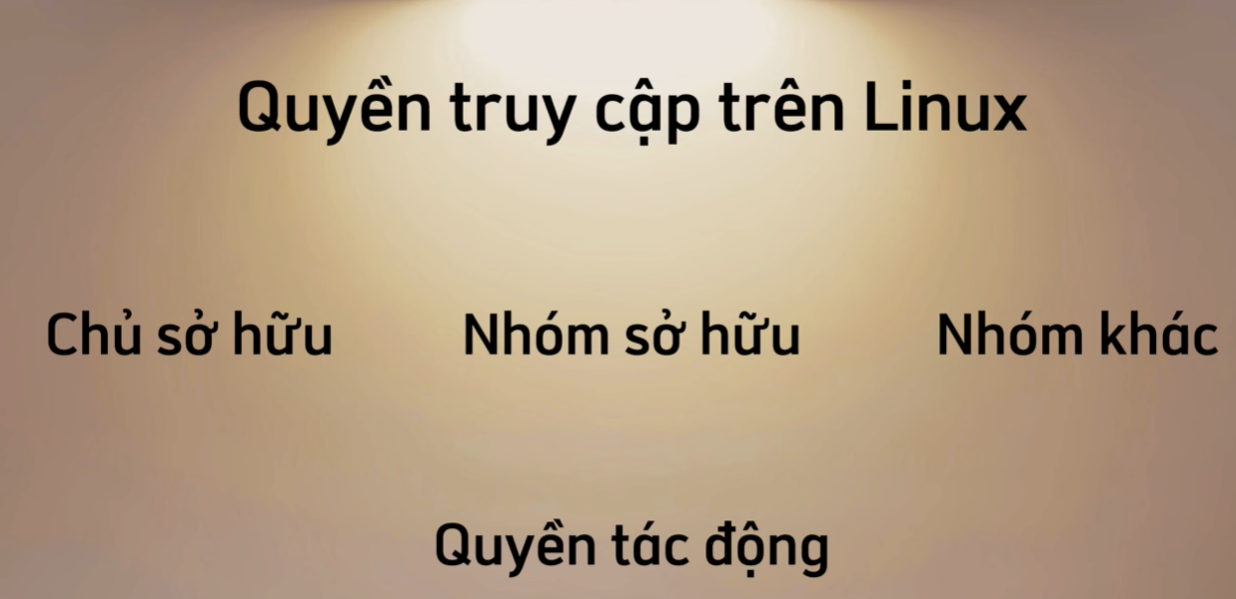 Quyền truy cập trên Linux
Chủ sở hữu Nhóm sở hữu Nhóm khác
Quyền tác động